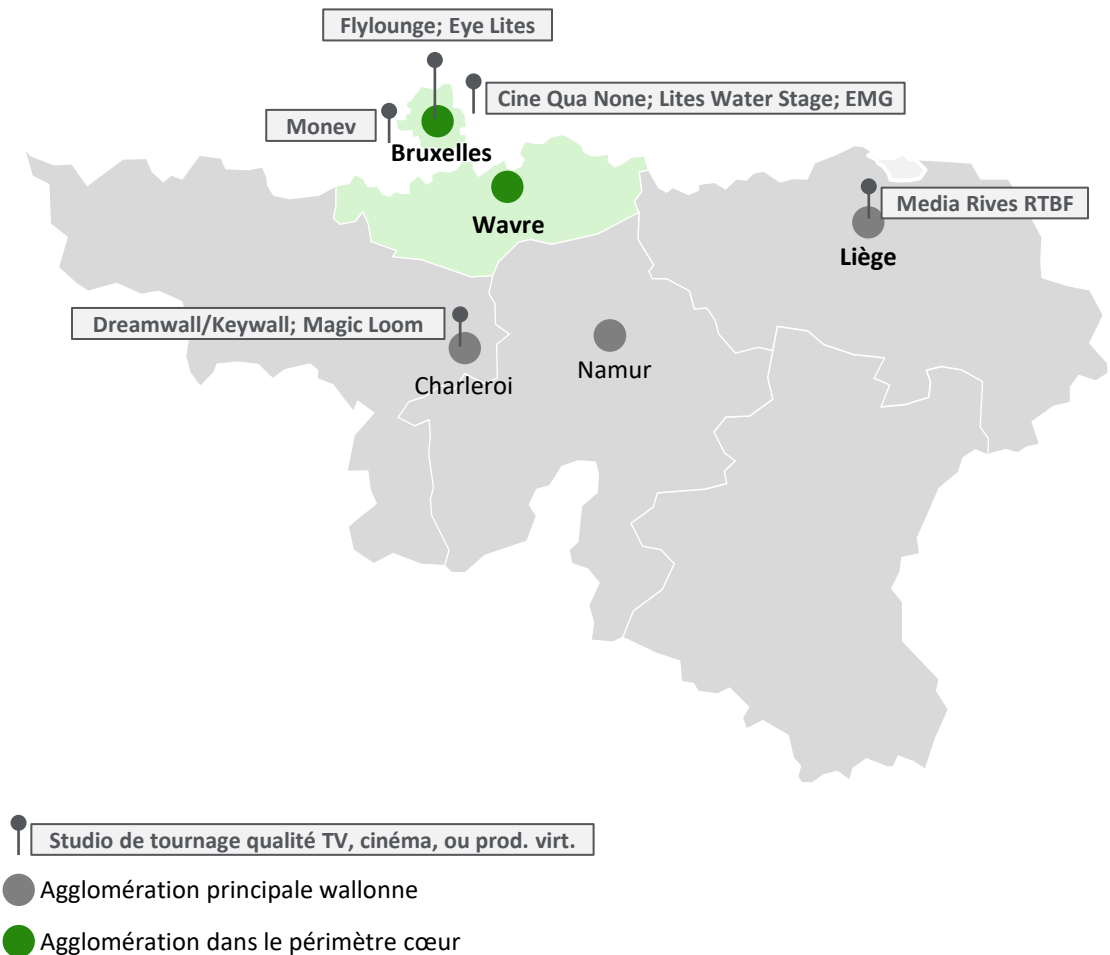 Flylounge; Eye Lites
Cine Qua None; Lites Water Stage; EMG
Monev
Bruxelles
Wavre
Media Rives RTBF
Liège
Dreamwall/Keywall; Magic Loom
Charleroi
Namur
Studio de tournage qualité TV, cinéma, ou prod. virt.
Agglomération principale wallonne
Agglomération dans le périmètre cœur